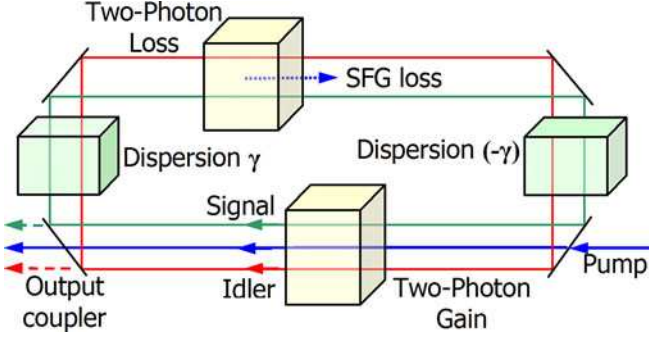 Two-Photon
Loss
SFG loss
Dispersion γ
Dispersion (-γ)
Signal
Pump
Idler
Output
coupler
Two-Photon
Gain